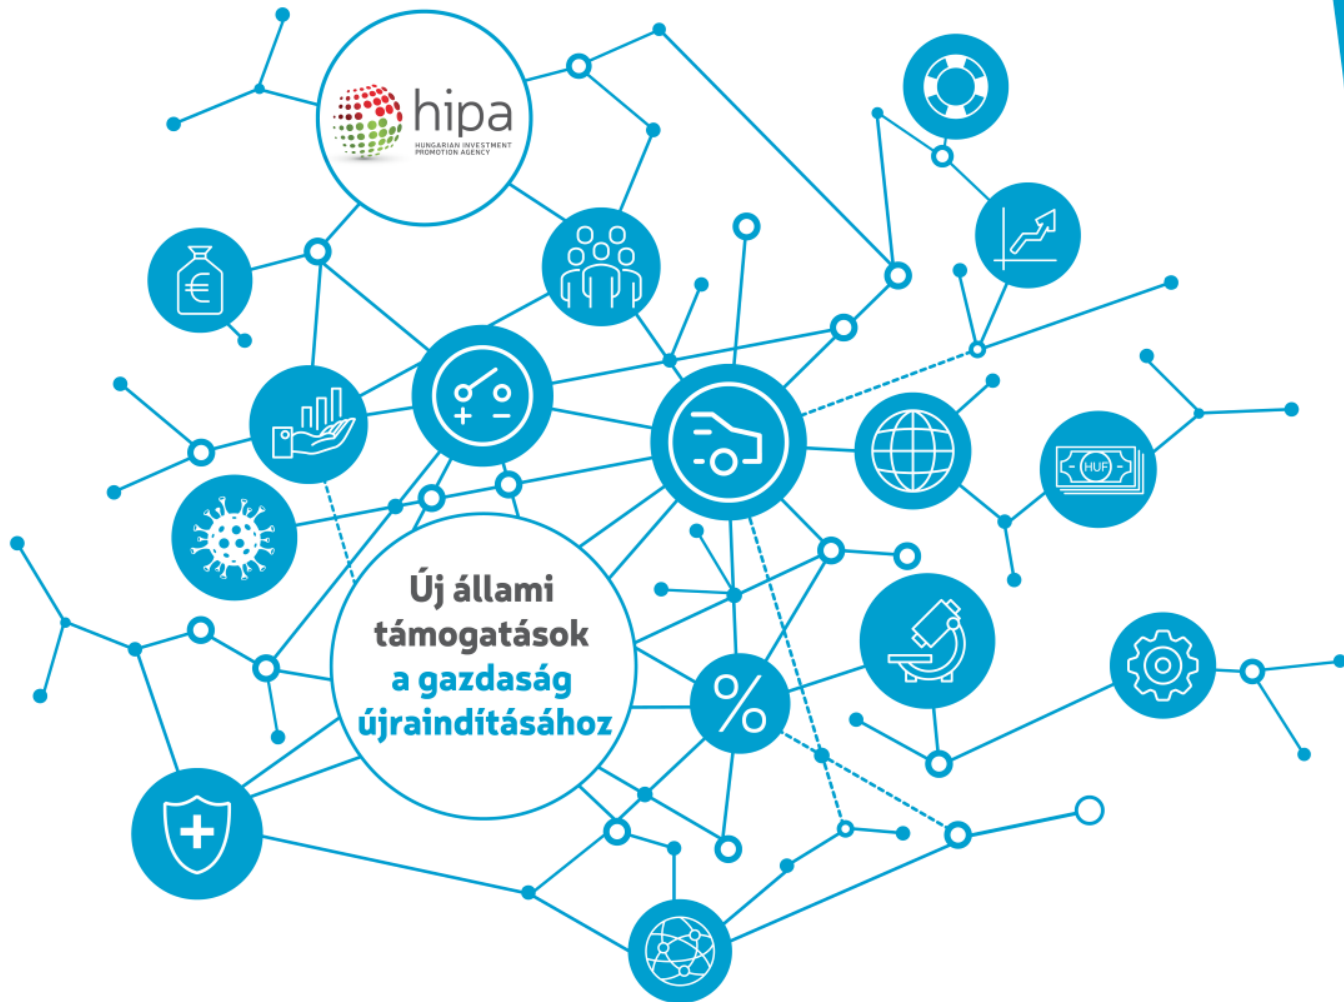 hipa
HUNGARIAN INVESTMENT
PROMOTION AGENCY
€
+ −
HUF
Új állami
támogatások
a gazdaság
újraindításához
%
+